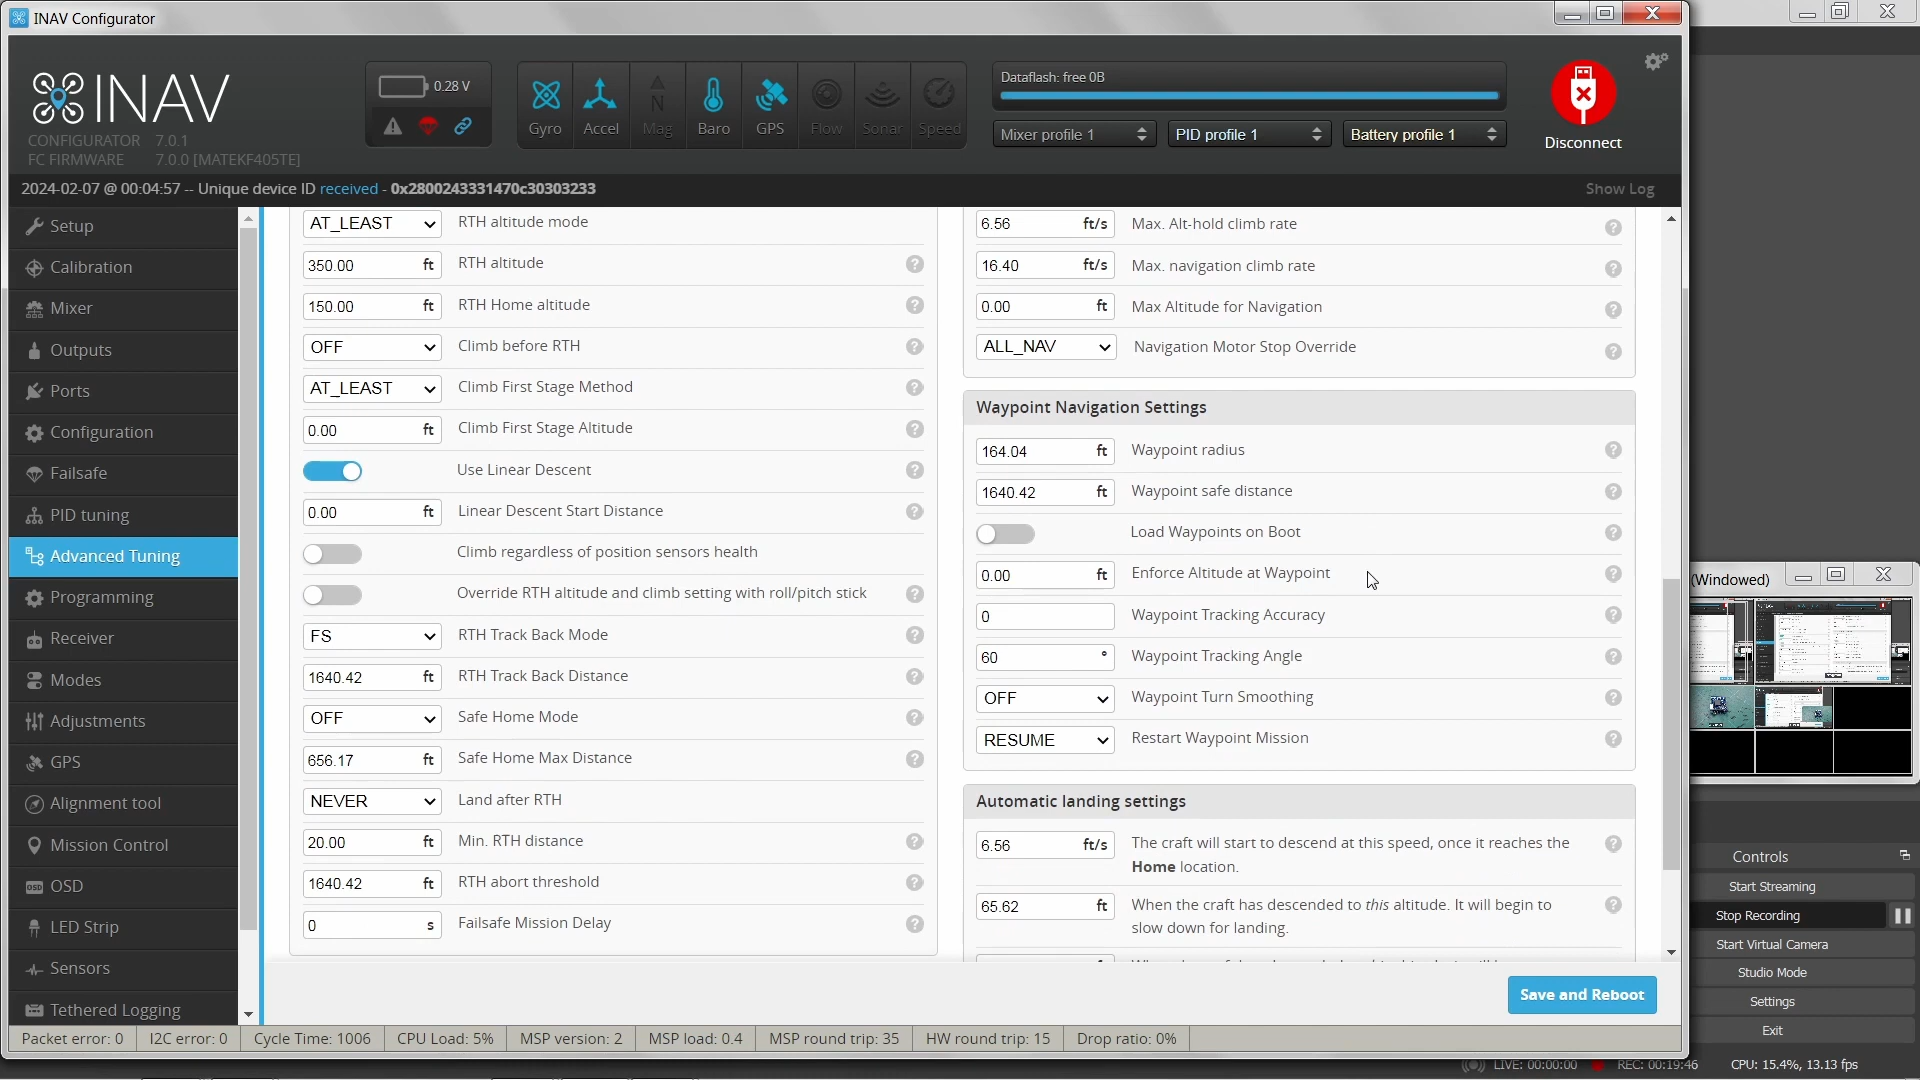 INAV Configurator
INAV
CONFIGURATOR 7.0.1
FC FIRMWARE 7.0.0 [MATEKF405TE]
0.28 V
Gyro
Accel
Mag
Baro
GPS
Flow
Sonar
Speed
Dataflash: free 0B
Mixer profile 1
PID profile 1
Battery profile 1
Disconnect
2024-02-07 @ 00:04:57 -- Unique device ID received - 0x2800243331470c30303233
Show Log
Setup
Calibration
Mixer
Outputs
Ports
Configuration
Failsafe
PID tuning
Advanced Tuning
Programming
Receiver
Modes
Adjustments
GPS
Alignment tool
Mission Control
OSD
LED Strip
Sensors
Tethered Logging
AT_LEAST RTH altitude mode
350.00 ft RTH altitude
150.00 ft RTH Home altitude
OFF Climb before RTH
AT_LEAST Climb First Stage Method
0.00 ft Climb First Stage Altitude
Use Linear Descent
0.00 ft Linear Descent Start Distance
Climb regardless of position sensors health
Override RTH altitude and climb setting with roll/pitch stick
FS RTH Track Back Mode
1640.42 ft RTH Track Back Distance
OFF Safe Home Mode
656.17 ft Safe Home Max Distance
NEVER Land after RTH
20.00 ft Min. RTH distance
1640.42 ft RTH abort threshold
0 s Failsafe Mission Delay
6.56 ft/s Max. Alt-hold climb rate
16.40 ft/s Max. navigation climb rate
0.00 ft Max Altitude for Navigation
ALL_NAV Navigation Motor Stop Override
Waypoint Navigation Settings
164.04 ft Waypoint radius
1640.42 ft Waypoint safe distance
Load Waypoints on Boot
0.00 ft Enforce Altitude at Waypoint
0 Waypoint Tracking Accuracy
60 ° Waypoint Tracking Angle
OFF Waypoint Turn Smoothing
RESUME Restart Waypoint Mission
Automatic landing settings
6.56 ft/s The craft will start to descend at this speed, once it reaches the
Home location.
65.62 ft When the craft has descended to this altitude. It will begin to
slow down for landing.
Save and Reboot
Packet error: 0
I2C error: 0
Cycle Time: 1006
CPU Load: 5%
MSP version: 2
MSP load: 0.4
MSP round trip: 35
HW round trip: 15
Drop ratio: 0%
(Windowed)
Controls
Start Streaming
Stop Recording
Start Virtual Camera
Studio Mode
Settings
Exit
LIVE: 00:00:00
REC: 00:19:46
CPU: 15.4%, 13.13 fps